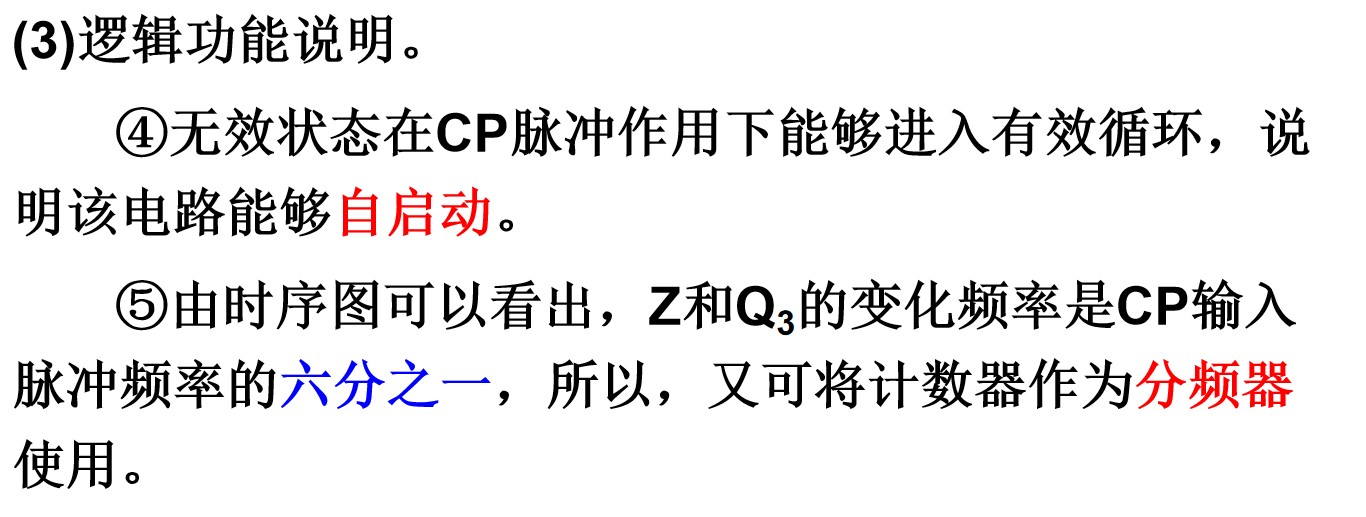 (3)逻辑功能说明。
④无效状态在CP脉冲作用下能够进入有效循环，说
明该电路能够自启动。
⑤由时序图可以看出，Z和Q₃的变化频率是CP输入
脉冲频率的六分之一，所以，又可将计数器作为分频器
使用。